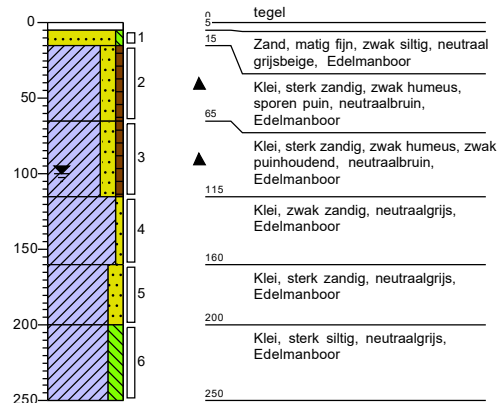 0
50
100
150
200
250
1
2
3
4
5
6
0
tegel
5
15
Zand, matig fijn, zwak siltig, neutraal
grijsbeige, Edelmanboor
Klei, sterk zandig, zwak humeus,
sporen puin, neutraalbruin,
Edelmanboor
65
Klei, sterk zandig, zwak humeus, zwak
puinhoudend, neutraalbruin,
Edelmanboor
115
Klei, zwak zandig, neutraalgrijs,
Edelmanboor
160
Klei, sterk zandig, neutraalgrijs,
Edelmanboor
200
Klei, sterk siltig, neutraalgrijs,
Edelmanboor
250